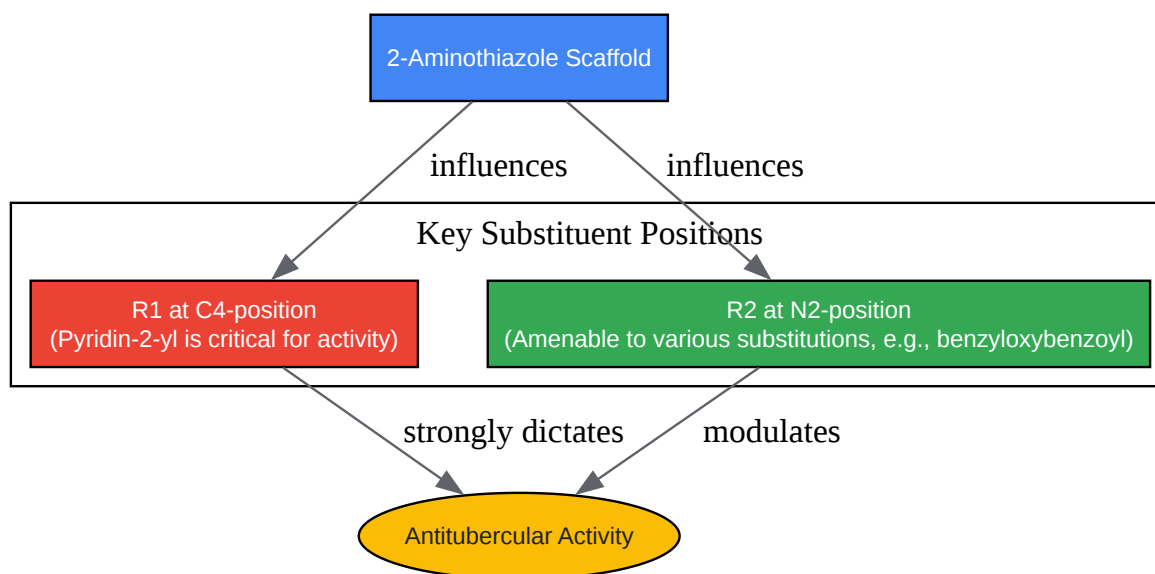 2-Aminothiazole Scaffold
influences
influences
Key Substituent Positions
R1 at C4-position
(Pyridin-2-yl is critical for activity)
R2 at N2-position
(Amenable to various substitutions, e.g., benzyloxybenzoyl)
strongly dictates
modulates
Antitubercular Activity